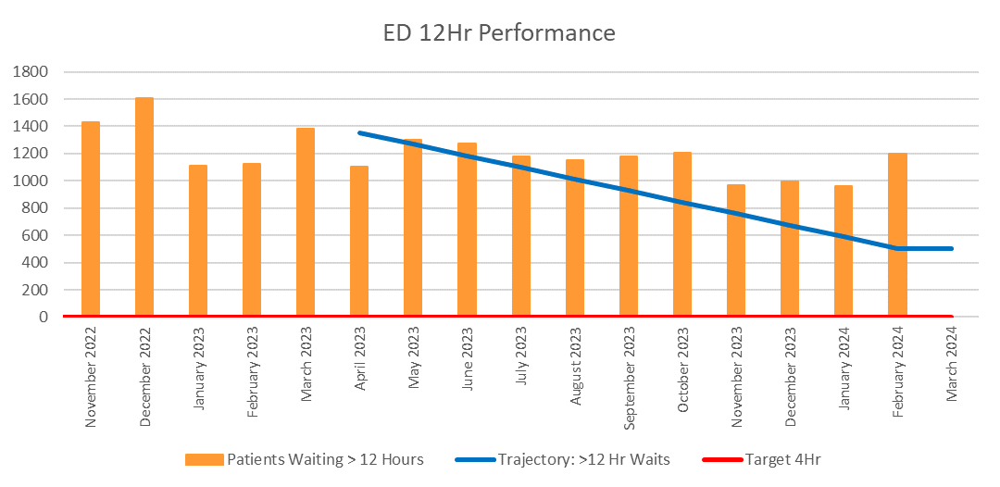 ED 12Hr Performance
1800
1600
1400
1200
1000
800
600
400
200
0
November 2022
December 2022
January 2023
February 2023
March 2023
April 2023
May 2023
June 2023
July 2023
August 2023
September 2023
October 2023
November 2023
December 2023
January 2024
February 2024
March 2024
Patients Waiting > 12 Hours
Trajectory: >12 Hr Waits
Target 4Hr